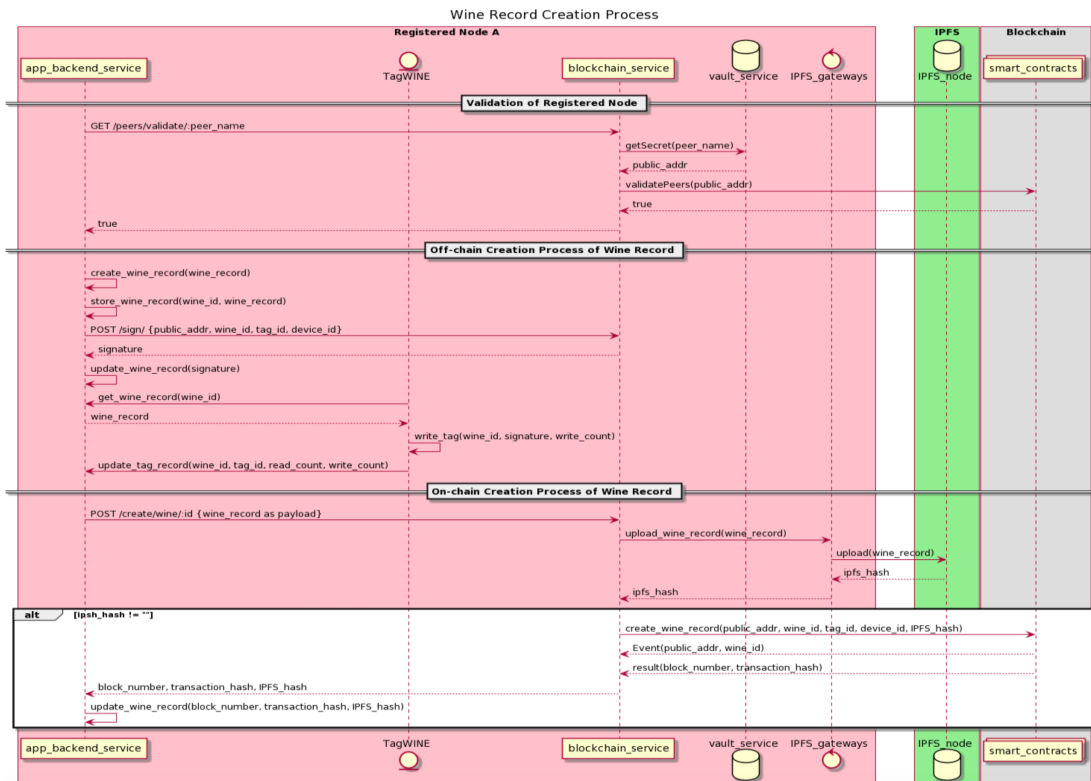 Wine Record Creation Process
Registered Node A
IPFS
Blockchain
app_backend_service
TagWINE
blockchain_service
vault_service
IPFS_gateways
IPFS_node
smart_contracts
Validation of Registered Node
GET /peers/validate/:peer_name
getSecret(peer_name)
public_addr
validatePeers(public_addr)
true
true
Off-chain Creation Process of Wine Record
create_wine_record(wine_record)
store_wine_record(wine_id, wine_record)
POST /sign/ {public_addr, wine_id, tag_id, device_id}
signature
update_wine_record(signature)
get_wine_record(wine_id)
wine_record
write_tag(wine_id, signature, write_count)
update_tag_record(wine_id, tag_id, read_count, write_count)
On-chain Creation Process of Wine Record
POST /create/wine/:id {wine_record as payload}
upload_wine_record(wine_record)
upload(wine_record)
ipfs_hash
ipfs_hash
alt [ipsh_hash != ""]
create_wine_record(public_addr, wine_id, tag_id, device_id, IPFS_hash)
Event(public_addr, wine_id)
result(block_number, transaction_hash)
block_number, transaction_hash, IPFS_hash
update_wine_record(block_number, transaction_hash, IPFS_hash)
app_backend_service
TagWINE
blockchain_service
vault_service
IPFS_gateways
IPFS_node
smart_contracts